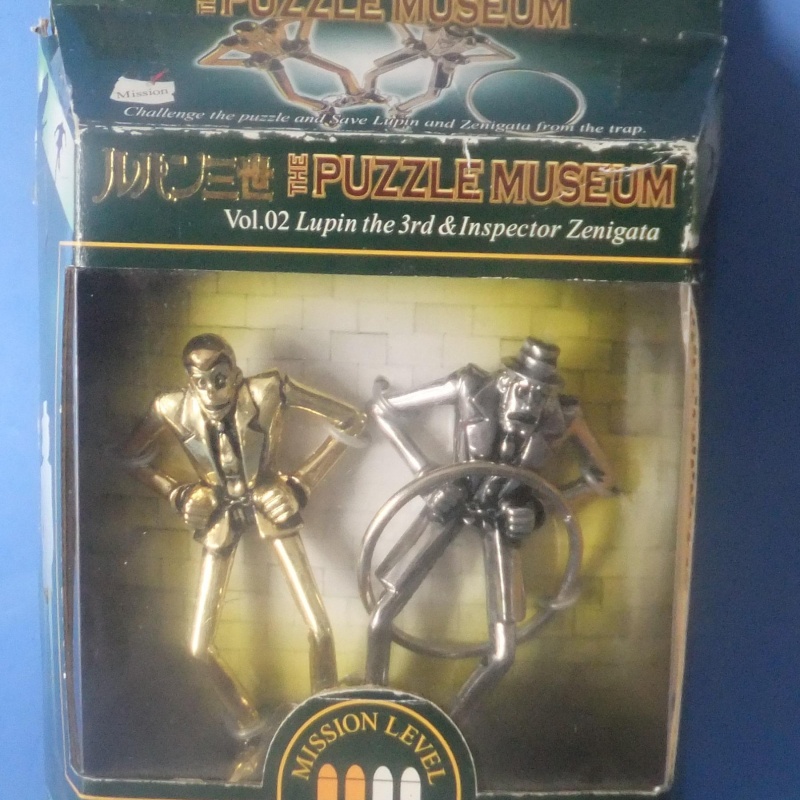 THE PUZZLE MUSEUM
Mission
Challenge the puzzle and Save Lupin and Zenigata from the trap.
ルパン三世 THE PUZZLE MUSEUM
Vol.02 Lupin the 3rd & Inspector Zenigata
MISSION LEVEL